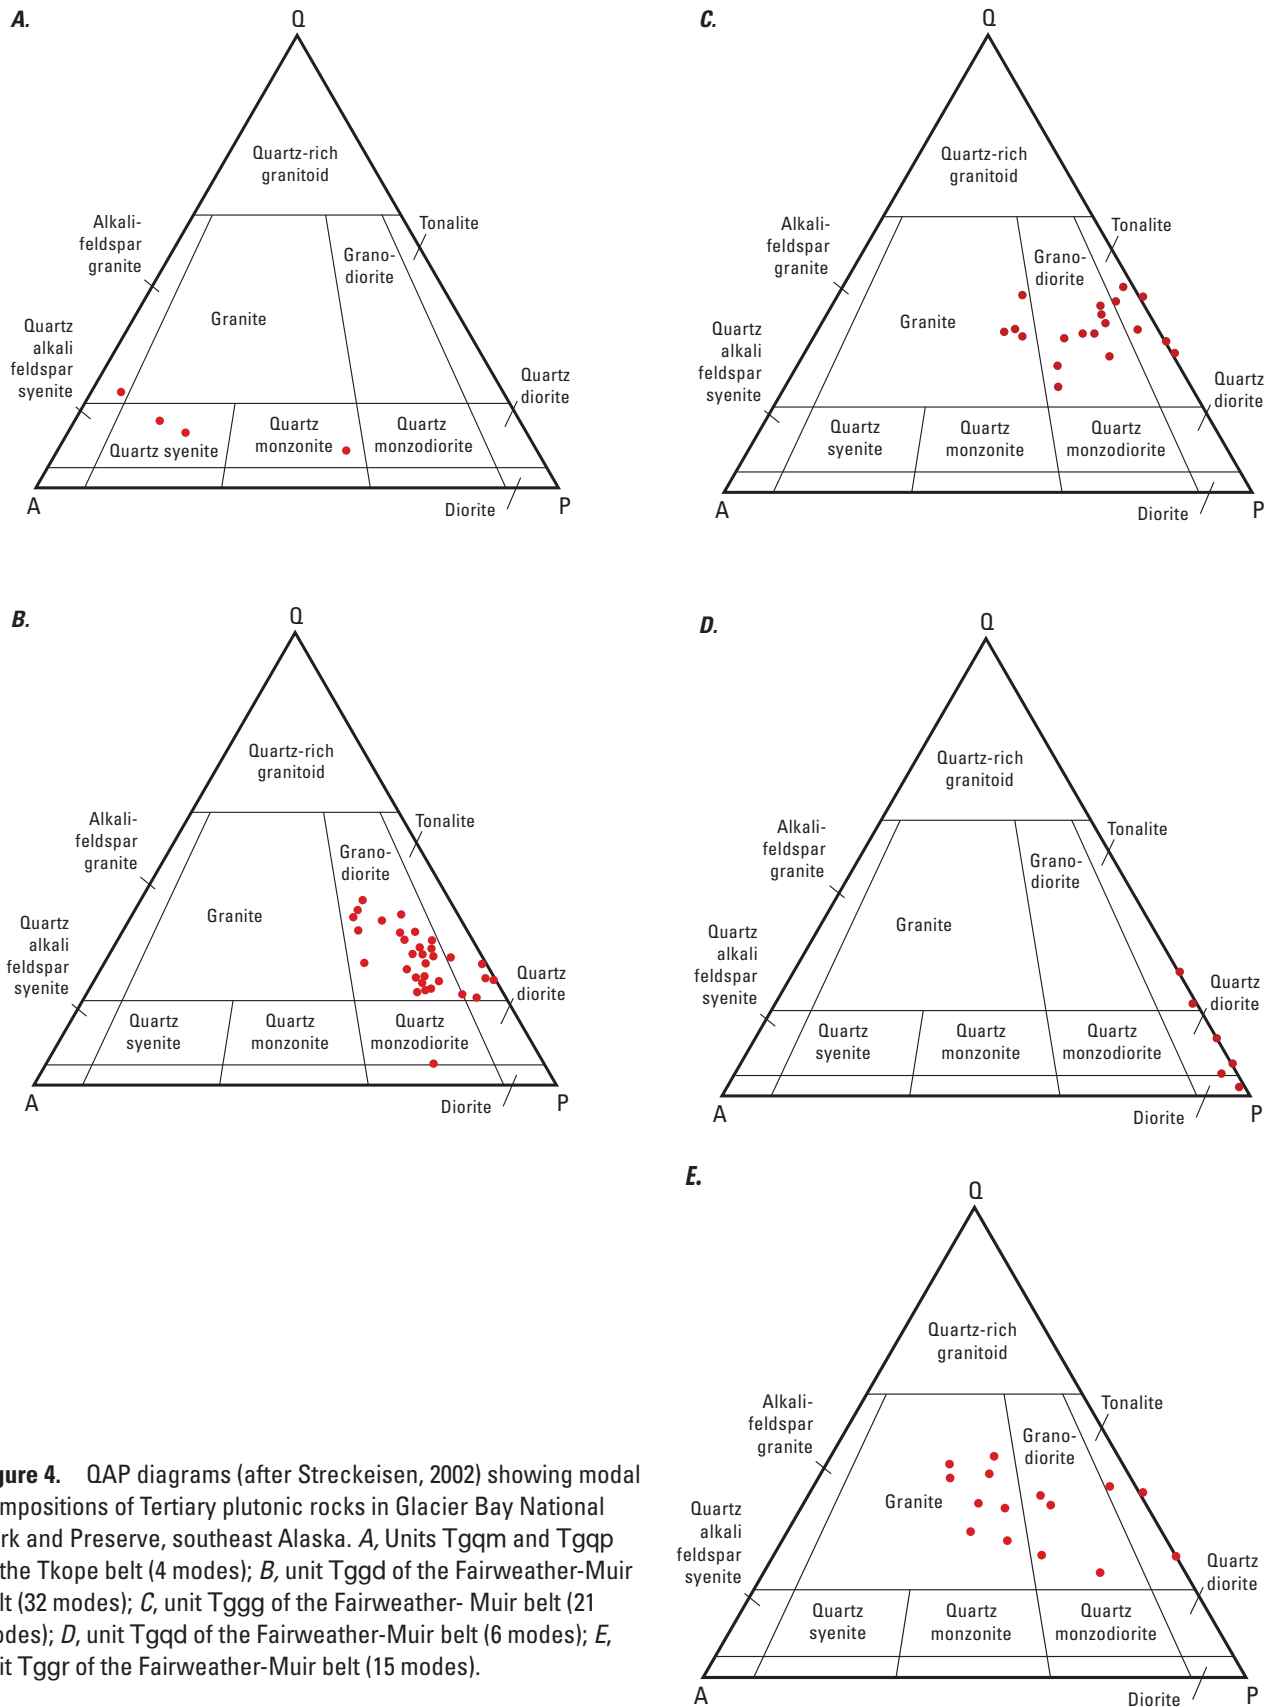 A.
Q
Quartz-rich
granitoid
Alkali-
feldspar
granite
Tonalite
Grano-
diorite
Granite
Quartz
alkali
feldspar
syenite
Quartz
diorite
Quartz syenite
Quartz
monzonite
Quartz
monzodiorite
A
P
Diorite
B.
Q
Quartz-rich
granitoid
Alkali-
feldspar
granite
Tonalite
Grano-
diorite
Granite
Quartz
alkali
feldspar
syenite
Quartz
diorite
Quartz
syenite
Quartz
monzonite
Quartz
monzodiorite
A
P
Diorite
C.
Q
Quartz-rich
granitoid
Alkali-
feldspar
granite
Tonalite
Grano-
diorite
Granite
Quartz
alkali
feldspar
syenite
Quartz
diorite
Quartz
syenite
Quartz
monzonite
Quartz
monzodiorite
A
P
Diorite
D.
Q
Quartz-rich
granitoid
Alkali-
feldspar
granite
Tonalite
Grano-
diorite
Granite
Quartz
alkali
feldspar
syenite
Quartz
diorite
Quartz
syenite
Quartz
monzonite
Quartz
monzodiorite
A
P
Diorite
E.
Q
Quartz-rich
granitoid
Alkali-
feldspar
granite
Tonalite
Grano-
diorite
Granite
Quartz
alkali
feldspar
syenite
Quartz
diorite
Quartz
syenite
Quartz
monzonite
Quartz
monzodiorite
A
P
Diorite
gure 4. QAP diagrams (after Streckeisen, 2002) showing modal
mpositions of Tertiary plutonic rocks in Glacier Bay National
rk and Preserve, southeast Alaska. A, Units Tgqm and Tgqp
the Tkope belt (4 modes); B, unit Tggd of the Fairweather-Muir
lt (32 modes); C, unit Tggg of the Fairweather- Muir belt (21
odes); D, unit Tgqd of the Fairweather-Muir belt (6 modes); E,
it Tggr of the Fairweather-Muir belt (15 modes).